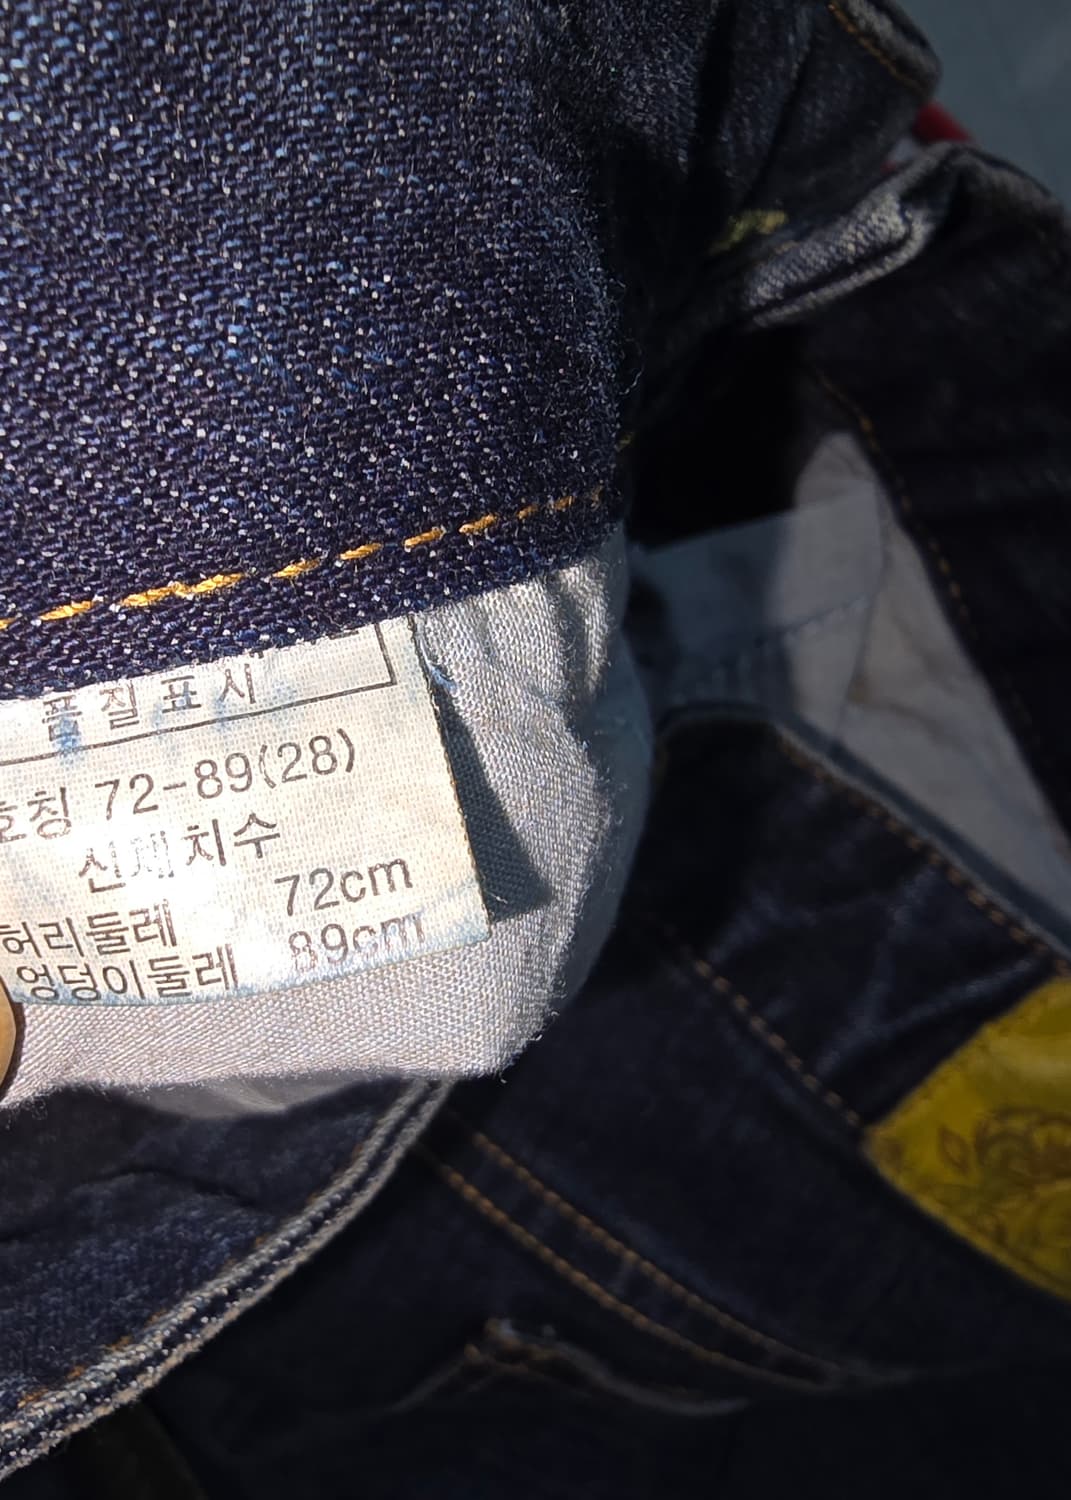 품질표시
호칭 72-89(28)
신체치수
허리둘레 72cm
엉덩이둘레 89cm